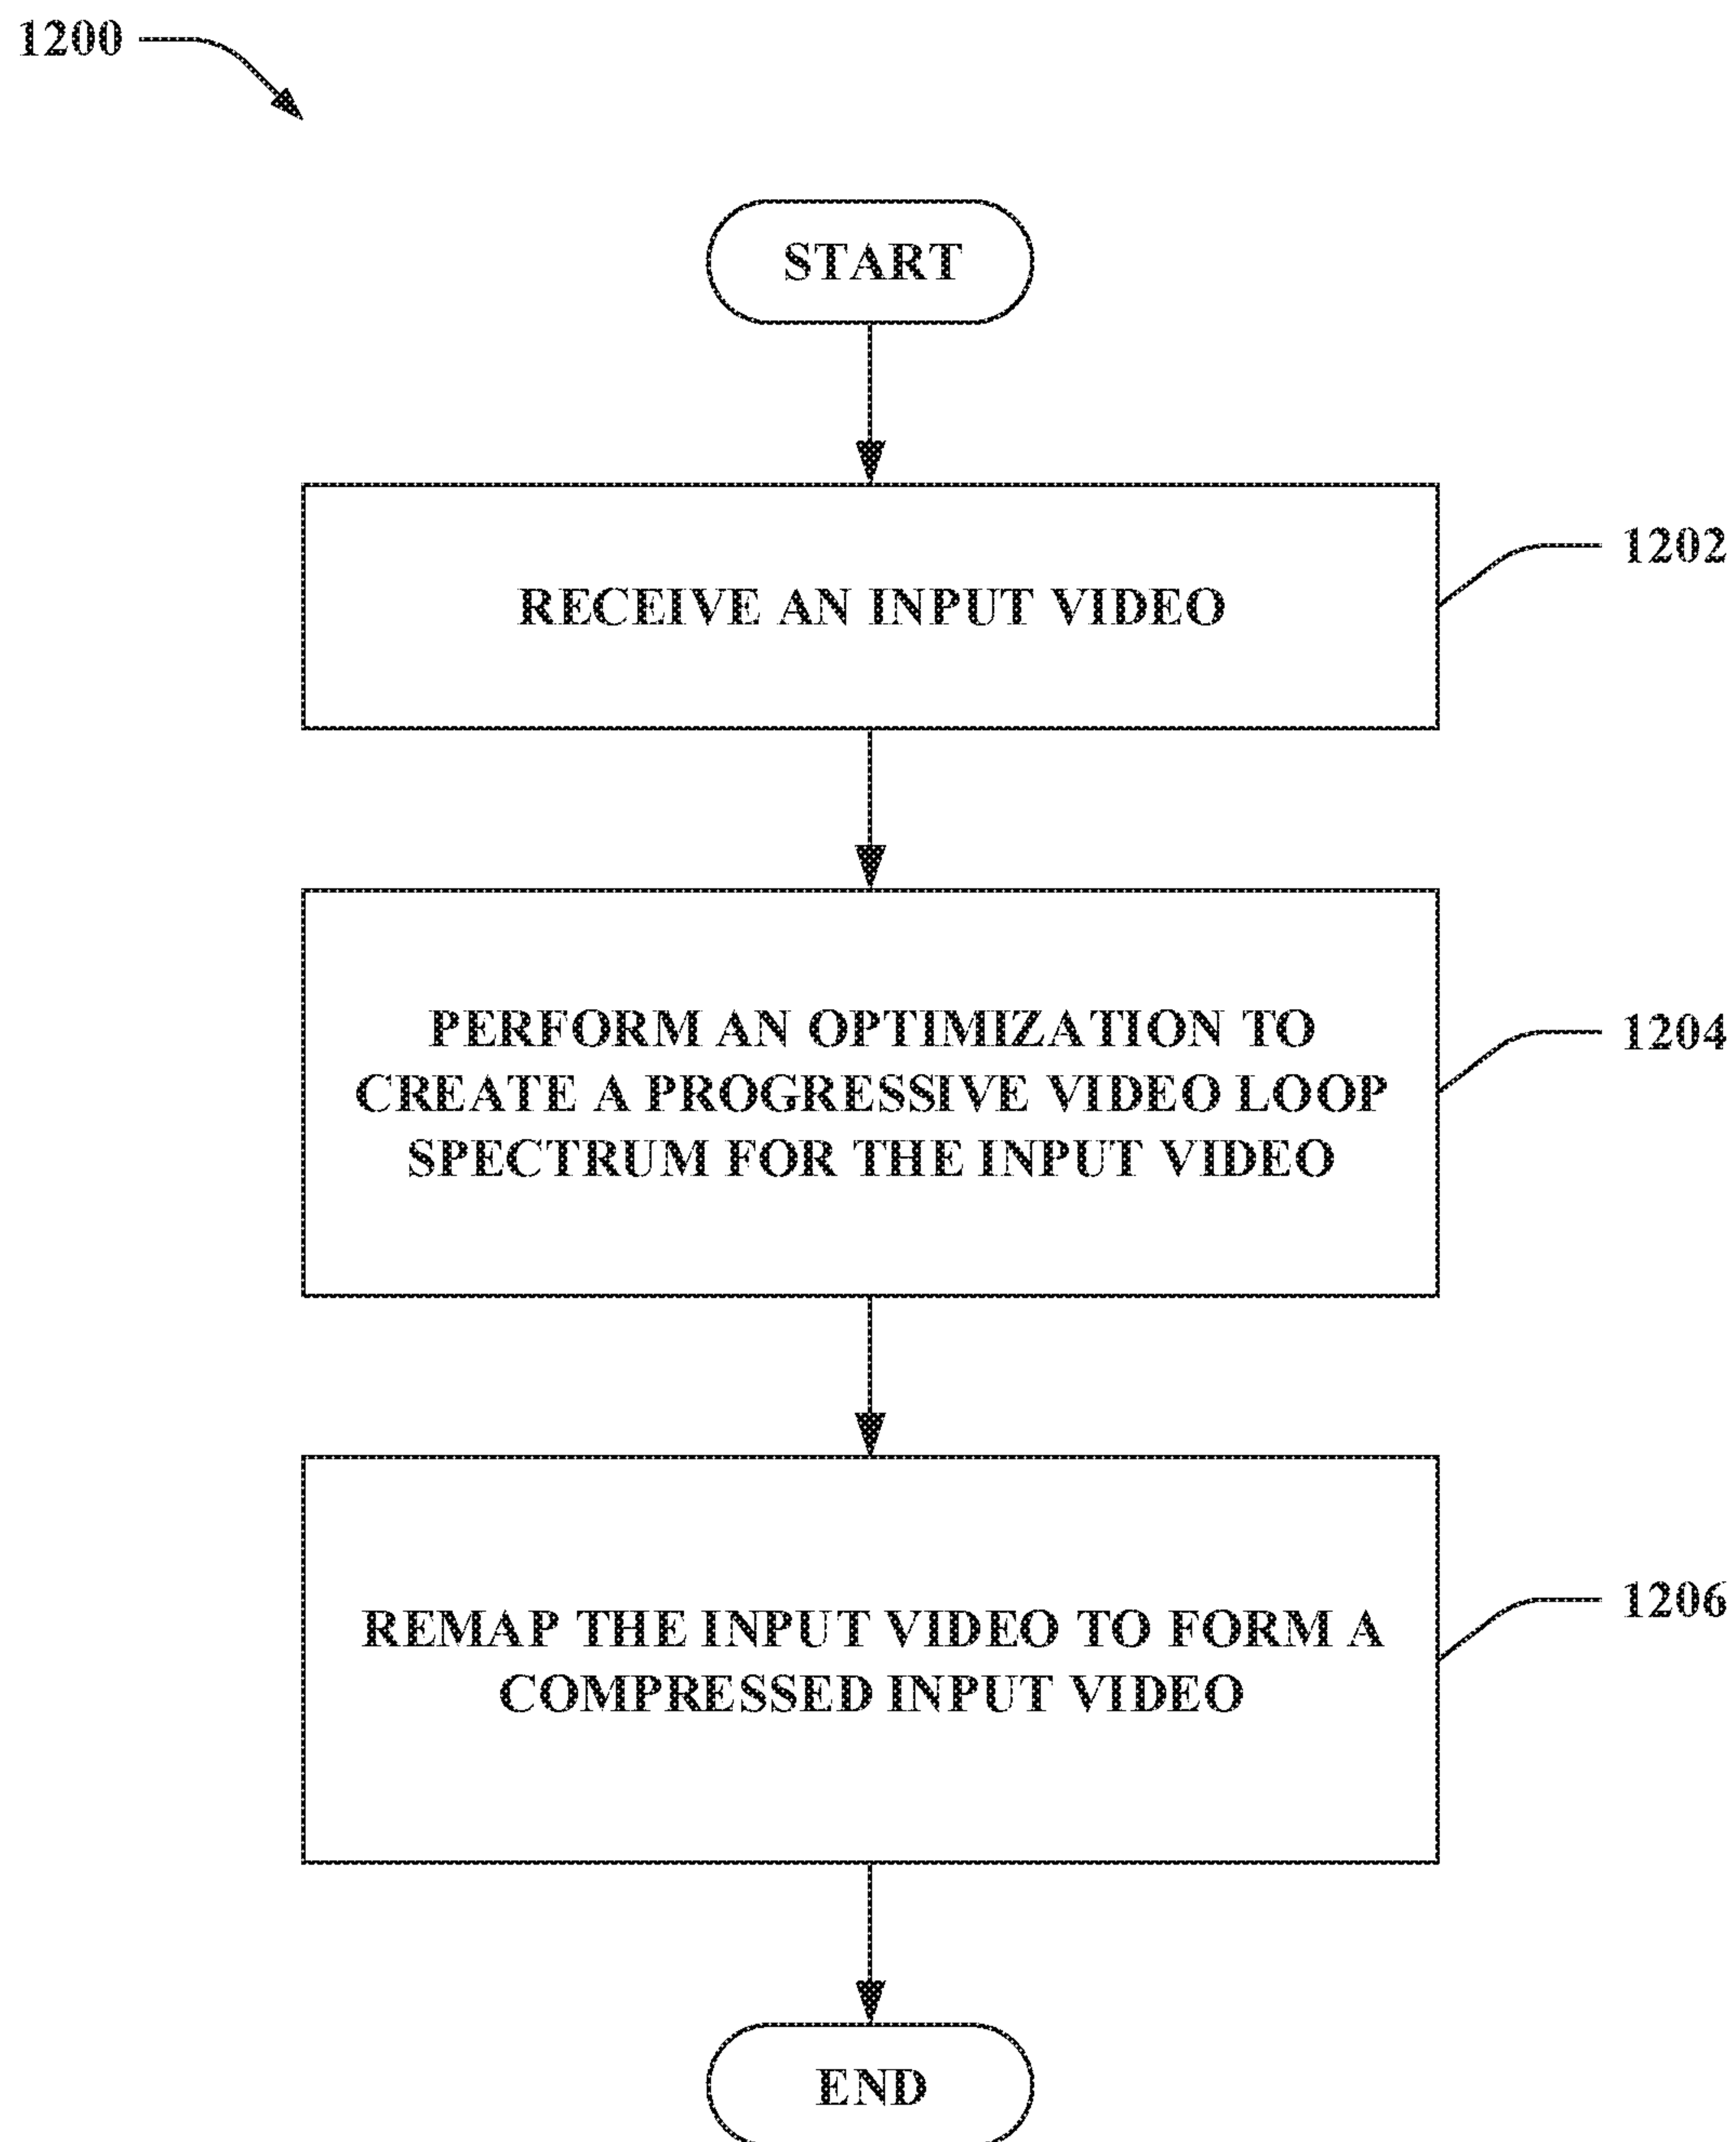 1200
START
RECEIVE AN INPUT VIDEO
1202
PERFORM AN OPTIMIZATION TO
CREATE A PROGRESSIVE VIDEO LOOP
SPECTRUM FOR THE INPUT VIDEO
1204
REMAP THE INPUT VIDEO TO FORM A
COMPRESSED INPUT VIDEO
1206
END